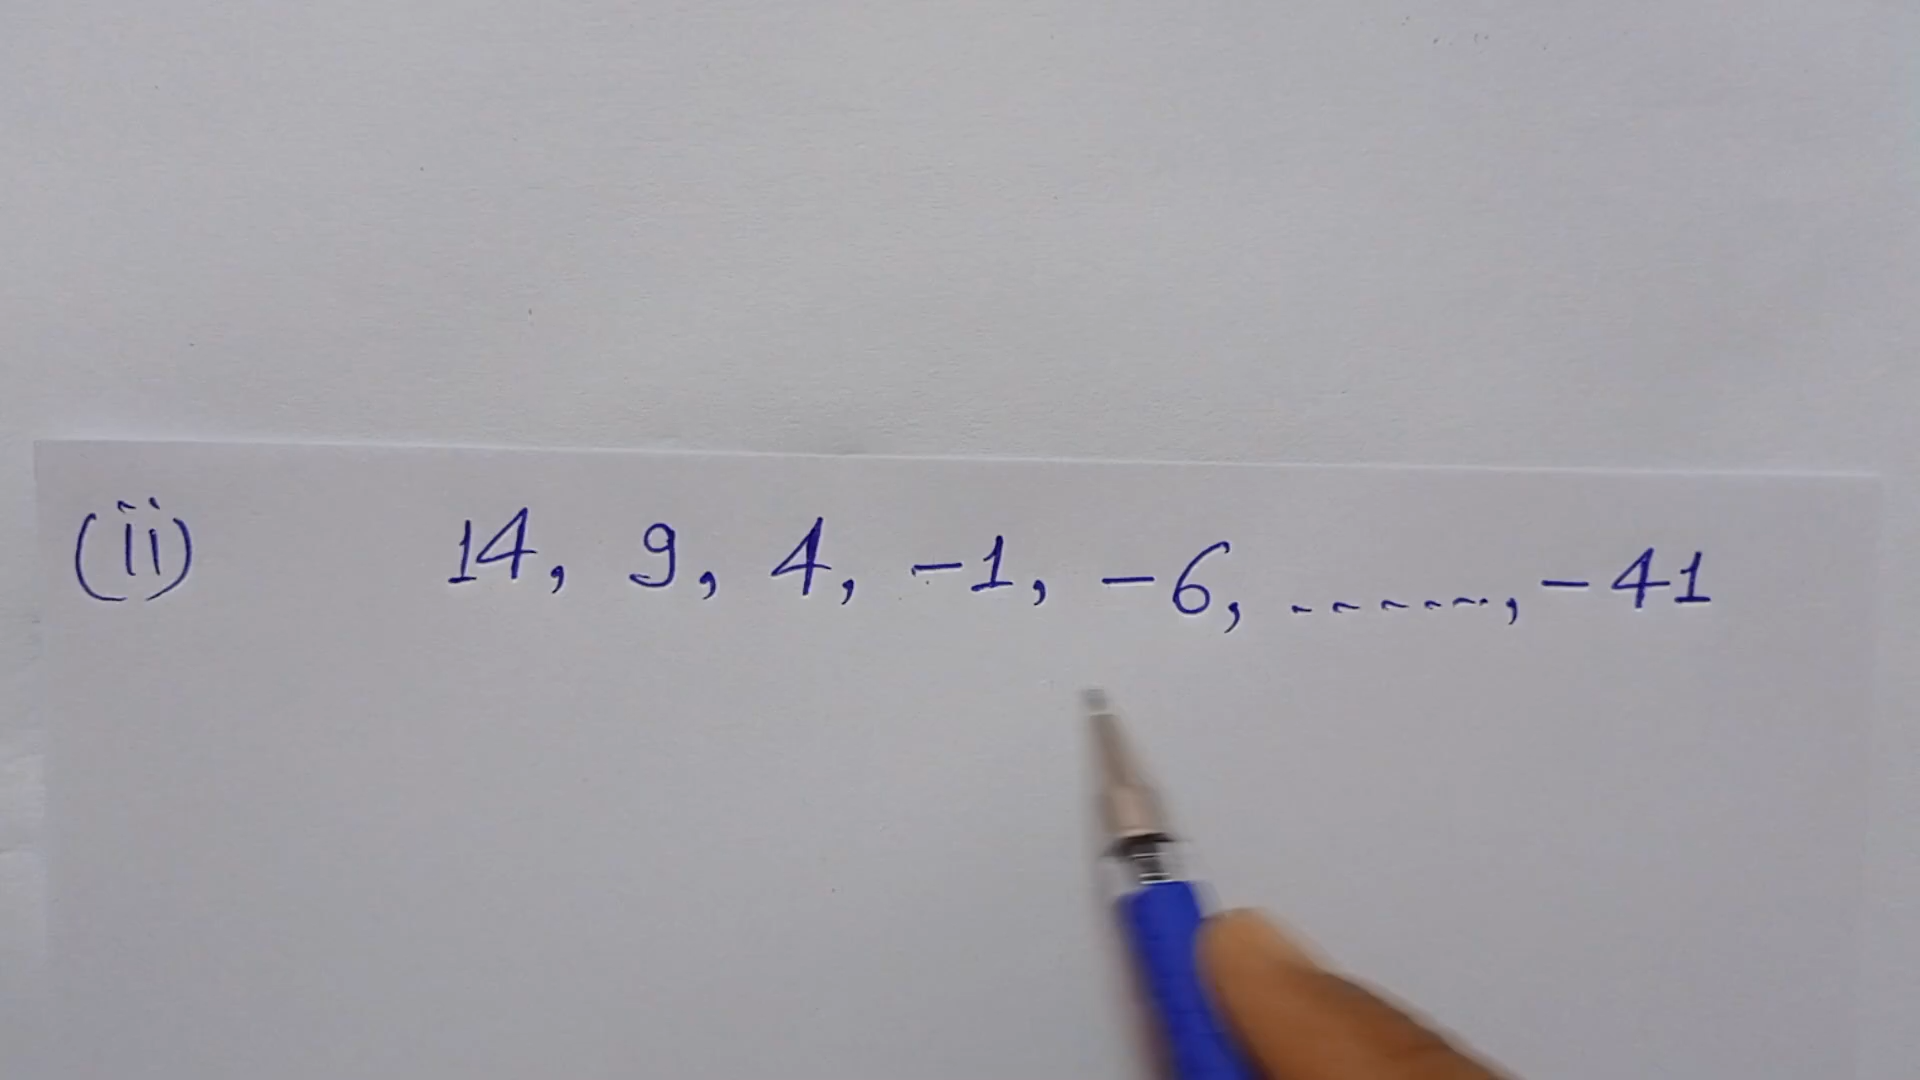 (ii) 14, 9, 4, -1, -6, -------, -41